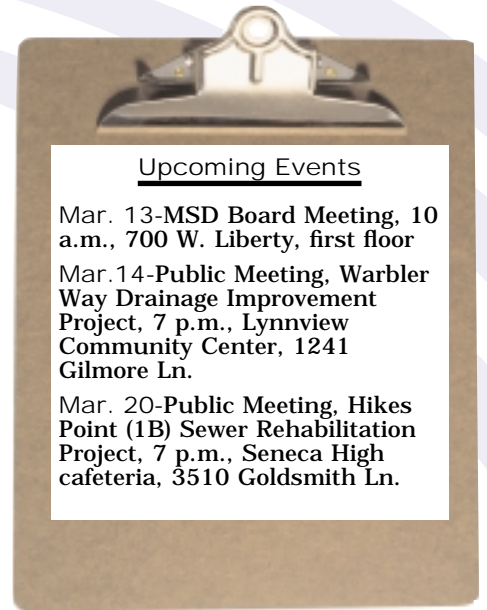 Upcoming Events
Mar. 13-MSD Board Meeting, 10
a.m., 700 W. Liberty, first floor
Mar.14-Public Meeting, Warbler
Way Drainage Improvement
Project, 7 p.m., Lynnview
Community Center, 1241
Gilmore Ln.
Mar. 20-Public Meeting, Hikes
Point (1B) Sewer Rehabilitation
Project, 7 p.m., Seneca High
cafeteria, 3510 Goldsmith Ln.